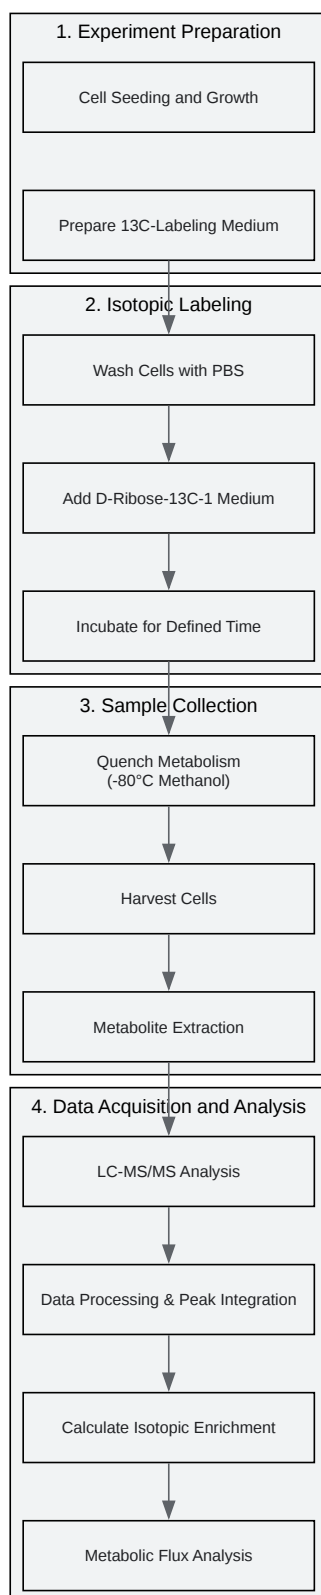 1. Experiment Preparation
Cell Seeding and Growth
Prepare 13C-Labeling Medium
2. Isotopic Labeling
Wash Cells with PBS
Add D-Ribose-13C-1 Medium
Incubate for Defined Time
3. Sample Collection
Quench Metabolism
(-80°C Methanol)
Harvest Cells
Metabolite Extraction
4. Data Acquisition and Analysis
LC-MS/MS Analysis
Data Processing & Peak Integration
Calculate Isotopic Enrichment
Metabolic Flux Analysis